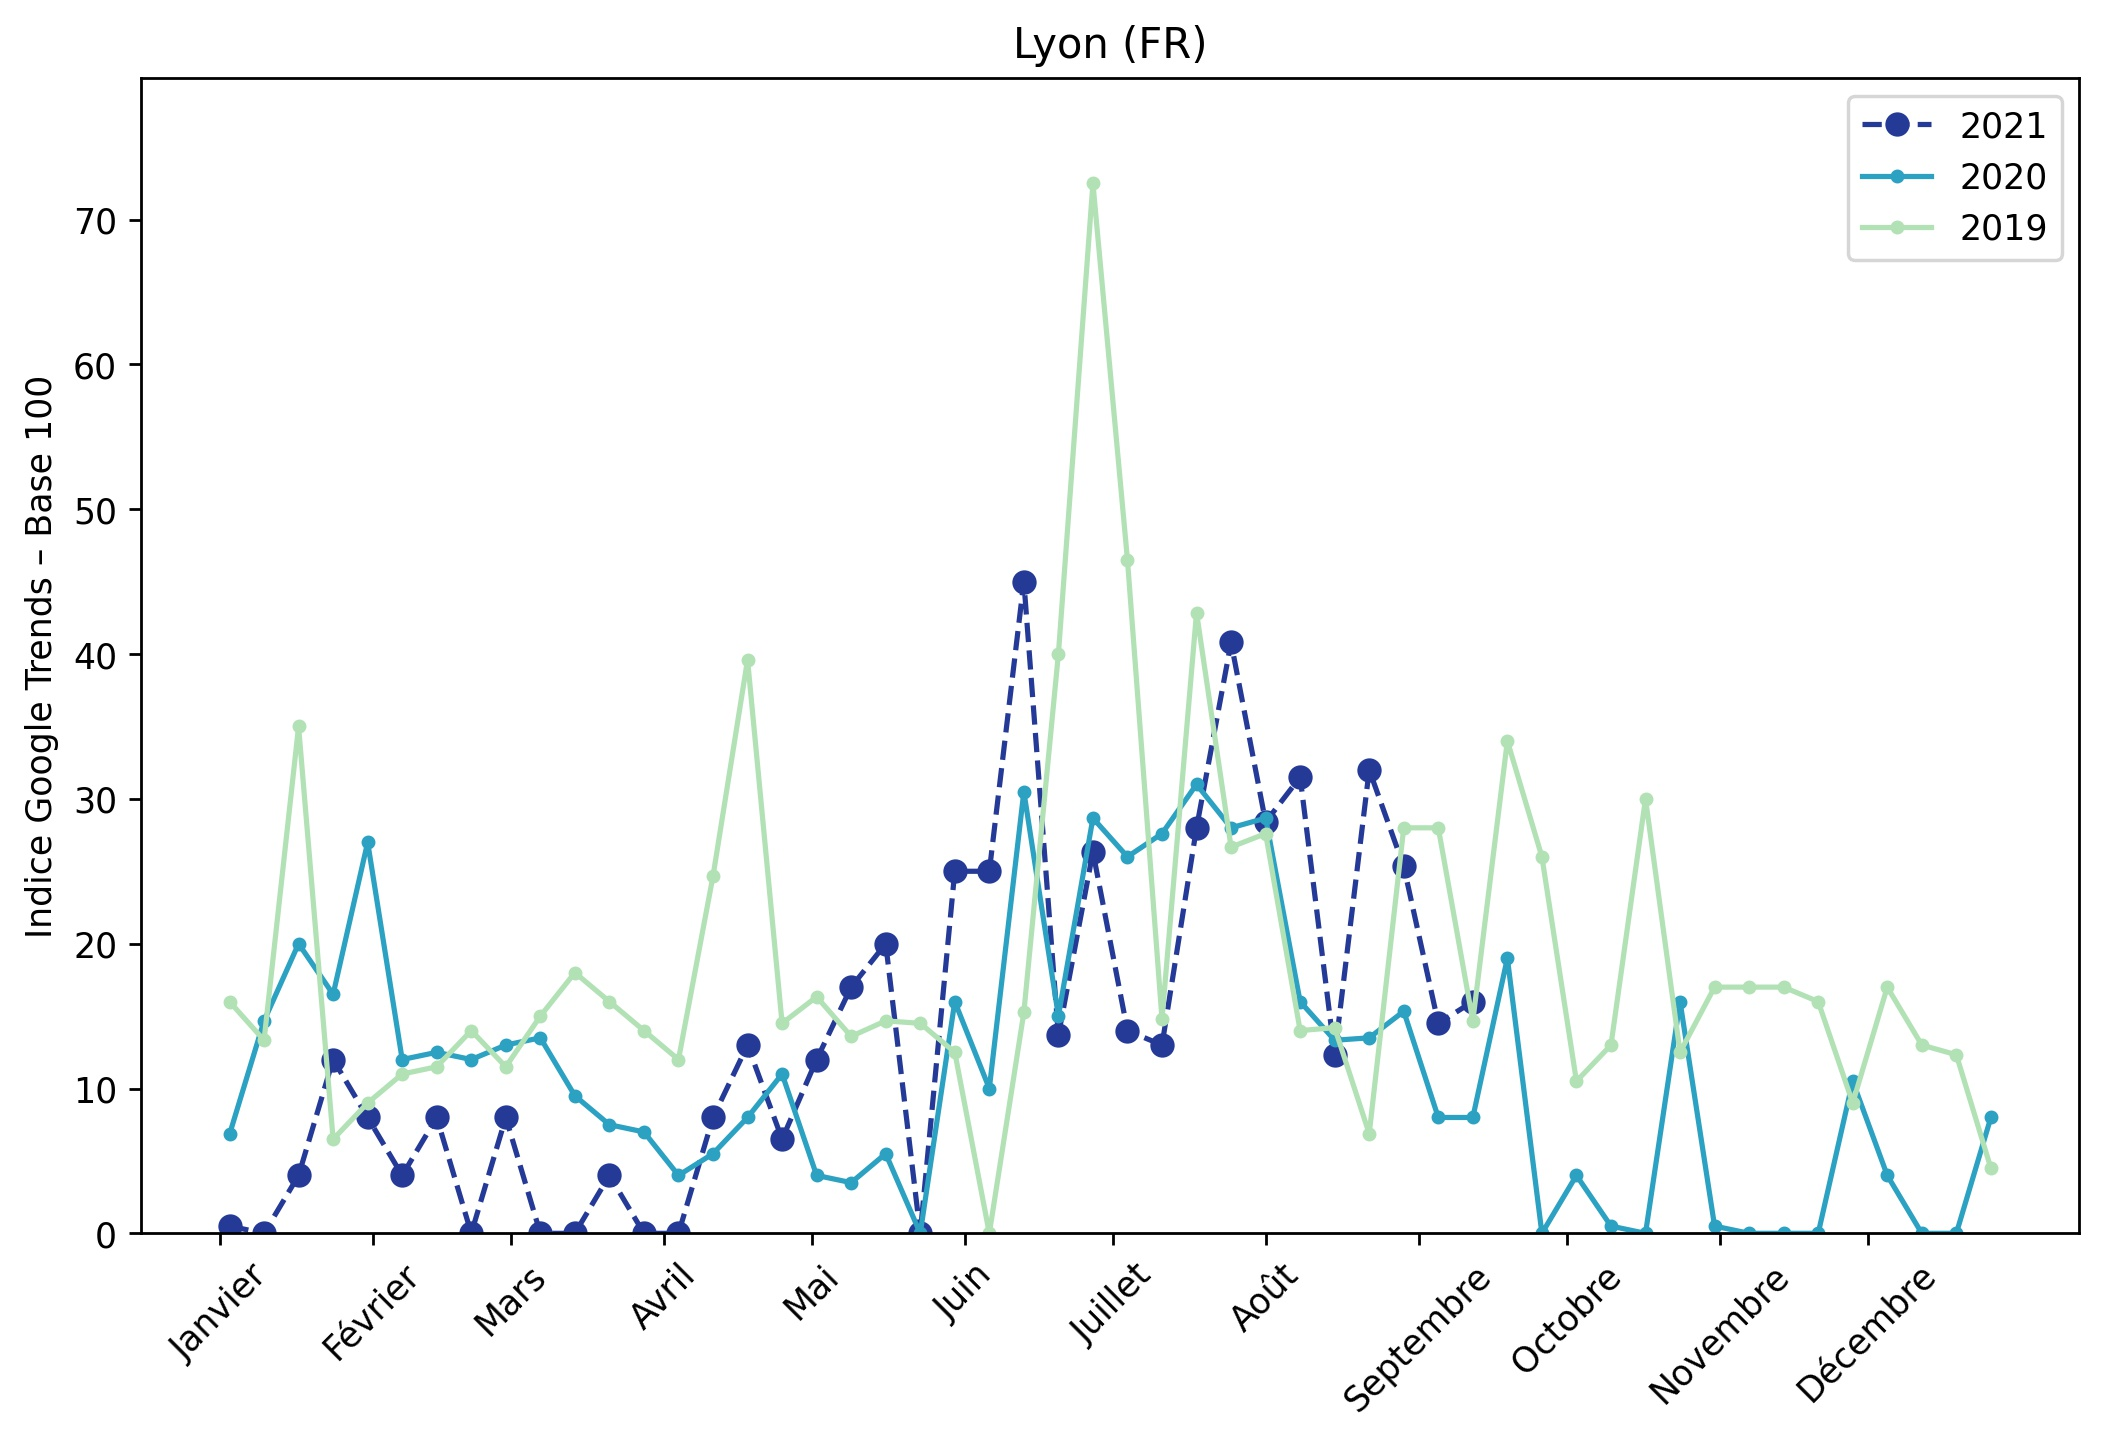 Lyon (FR)
Indice Google Trends – Base 100
70
60
50
40
30
20
10
0
2021
2020
2019
Janvier
Février
Mars
Avril
Mai
Juin
Juillet
Août
Septembre
Octobre
Novembre
Décembre